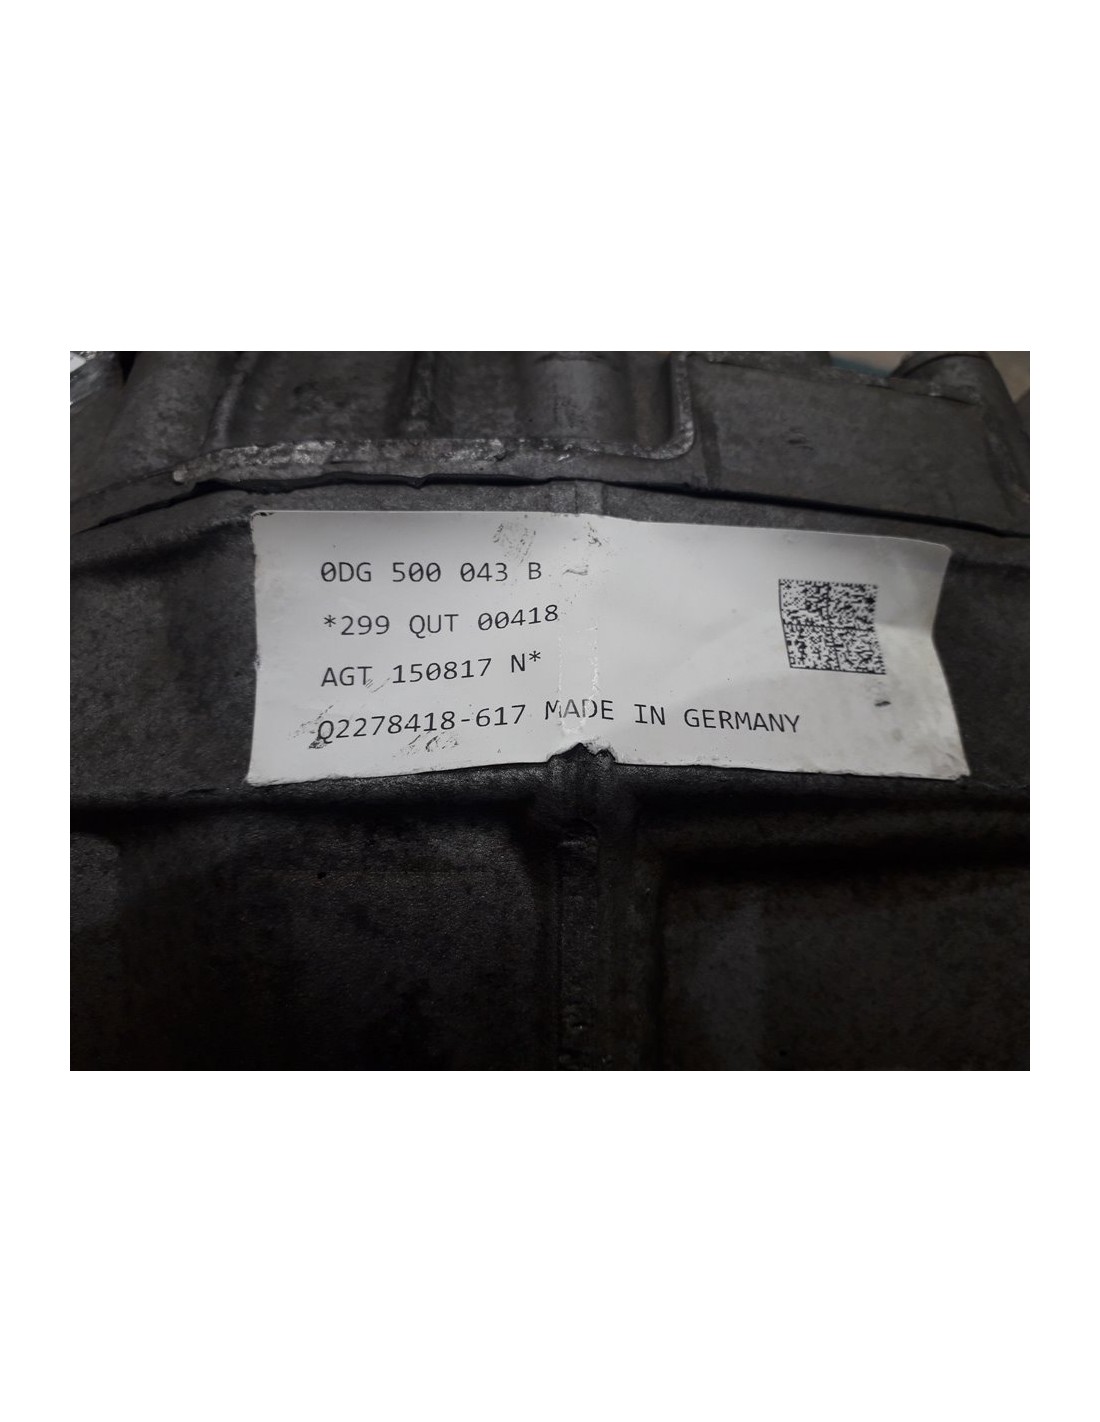 0DG 500 043 B
*299 QUT 00418
AGT 150817 N*
Q2278418-617 MADE IN GERMANY